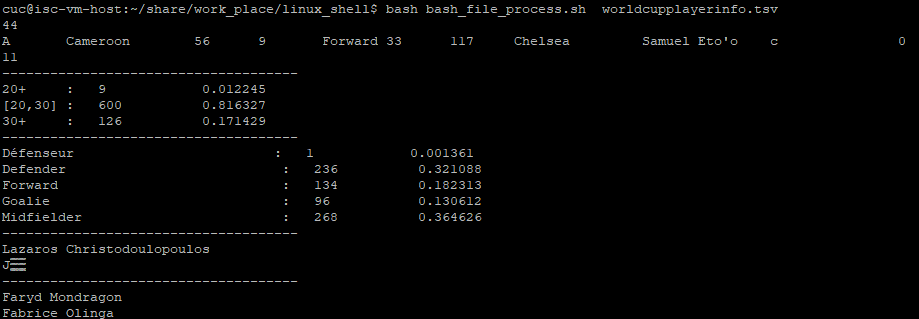 cuc@isc-vm-host:~/share/work_place/linux_shell$ bash bash_file_process.sh  worldcupplayerinfo.tsv
44
A       Cameroon        56      9       Forward 33      117     Chelsea         Samuel Eto'o    c               0
11
-------------------------------------
20+     :   9            0.012245
[20,30] :   600          0.816327
30+     :   126          0.171429
-------------------------------------
Défenseur                         :   1            0.001361
Defender                           :   236          0.321088
Forward                            :   134          0.182313
Goalie                             :   96           0.130612
Midfielder                         :   268          0.364626
-------------------------------------
Lazaros Christodoulopoulos
J
-------------------------------------
Faryd Mondragon
Fabrice Olinga